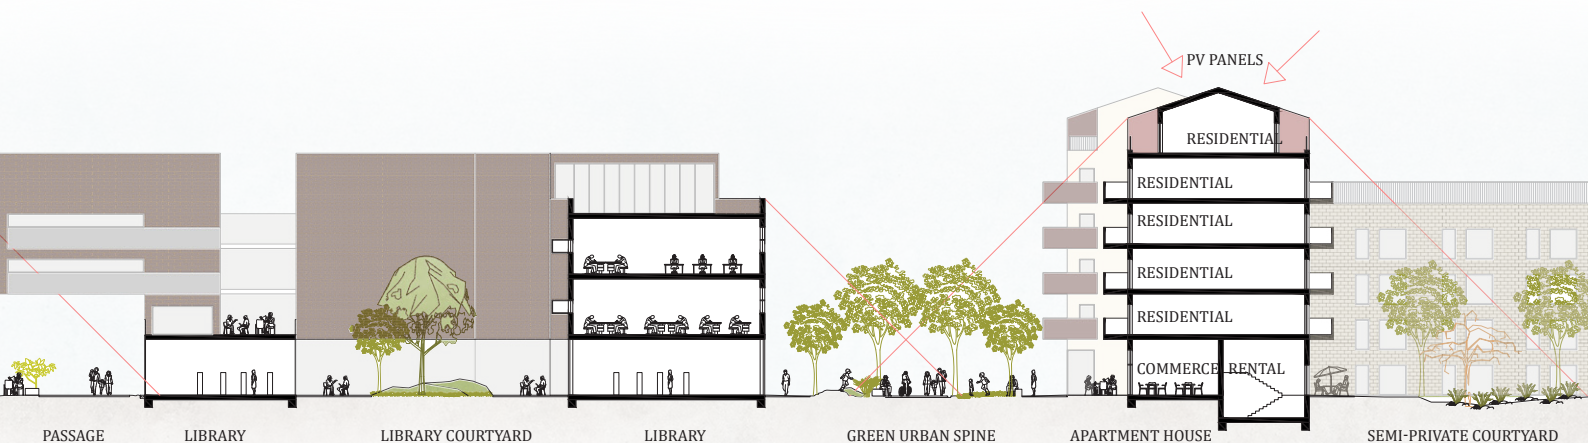 PV PANELS
RESIDENTIAL
RESIDENTIAL
RESIDENTIAL
RESIDENTIAL
RESIDENTIAL
COMMERCE RENTAL
PASSAGE
LIBRARY
LIBRARY COURTYARD
LIBRARY
GREEN URBAN SPINE
APARTMENT HOUSE
SEMI-PRIVATE COURTYARD